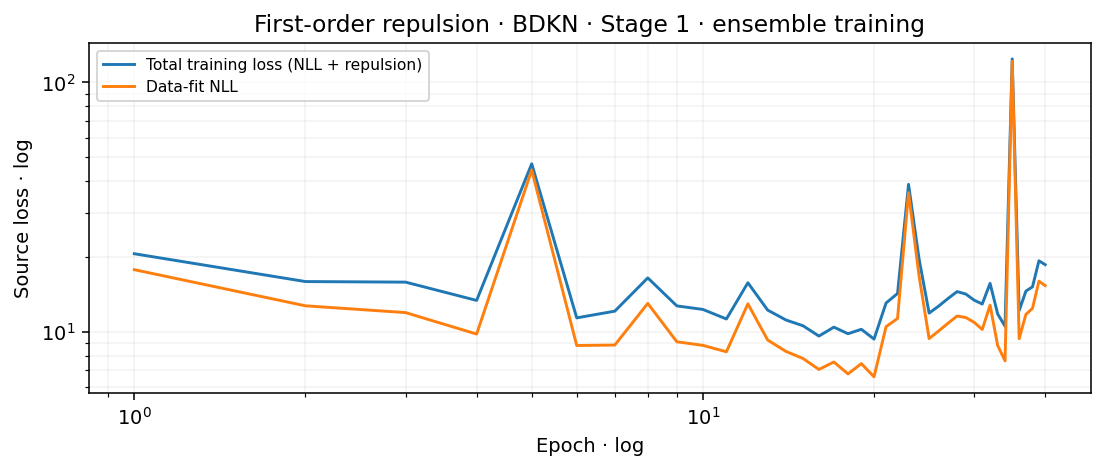 First-order repulsion · BDKN · Stage 1 · ensemble training
Total training loss (NLL + repulsion)
Data-fit NLL
Source loss · log
10²
10¹
10⁰
10¹
Epoch · log